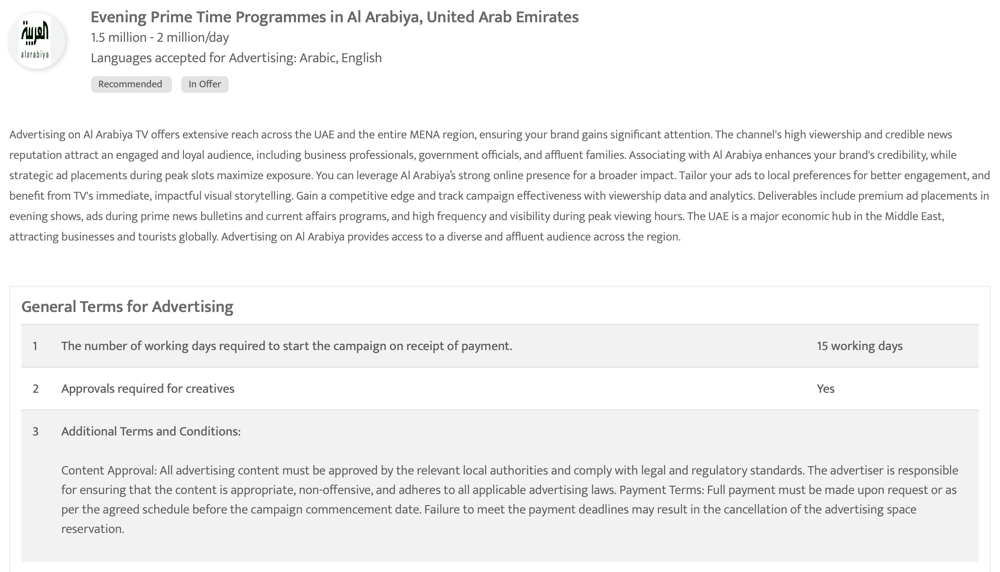 العربية
alarabiya
Evening Prime Time Programmes in Al Arabiya, United Arab Emirates
1.5 million - 2 million/day
Languages accepted for Advertising: Arabic, English
Recommended In Offer
Advertising on Al Arabiya TV offers extensive reach across the UAE and the entire MENA region, ensuring your brand gains significant attention. The channel's high viewership and credible news
reputation attract an engaged and loyal audience, including business professionals, government officials, and affluent families. Associating with Al Arabiya enhances your brand's credibility, while
strategic ad placements during peak slots maximize exposure. You can leverage Al Arabiya’s strong online presence for a broader impact. Tailor your ads to local preferences for better engagement, and
benefit from TV's immediate, impactful visual storytelling. Gain a competitive edge and track campaign effectiveness with viewership data and analytics. Deliverables include premium ad placements in
evening shows, ads during prime news bulletins and current affairs programs, and high frequency and visibility during peak viewing hours. The UAE is a major economic hub in the Middle East,
attracting businesses and tourists globally. Advertising on Al Arabiya provides access to a diverse and affluent audience across the region.
General Terms for Advertising
1 The number of working days required to start the campaign on receipt of payment. 15 working days
2 Approvals required for creatives Yes
3 Additional Terms and Conditions:
Content Approval: All advertising content must be approved by the relevant local authorities and comply with legal and regulatory standards. The advertiser is responsible
for ensuring that the content is appropriate, non-offensive, and adheres to all applicable advertising laws. Payment Terms: Full payment must be made upon request or as
per the agreed schedule before the campaign commencement date. Failure to meet the payment deadlines may result in the cancellation of the advertising space
reservation.